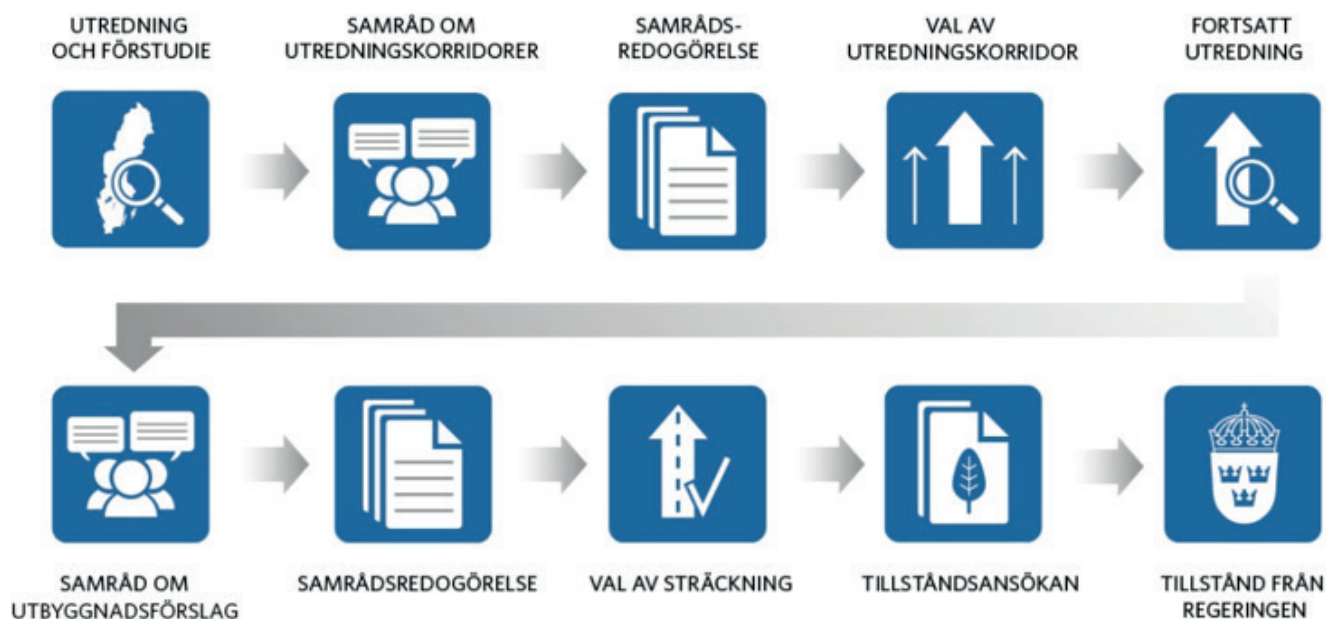 UTREDNING
OCH FÖRSTUDIE
SAMRÅD OM
UTREDNINGSKORRIDORER
SAMRÅDS-
REDOGÖRELSE
VAL AV
UTREDNINGSKORRIDOR
FORTSATT
UTREDNING
SAMRÅD OM
UTBYGGNADSFÖRSLAG
SAMRÅDSREDOGÖRELSE
VAL AV STRÄCKNING
TILLSTÅNDSANSÖKAN
TILLSTÅND FRÅN
REGERINGEN